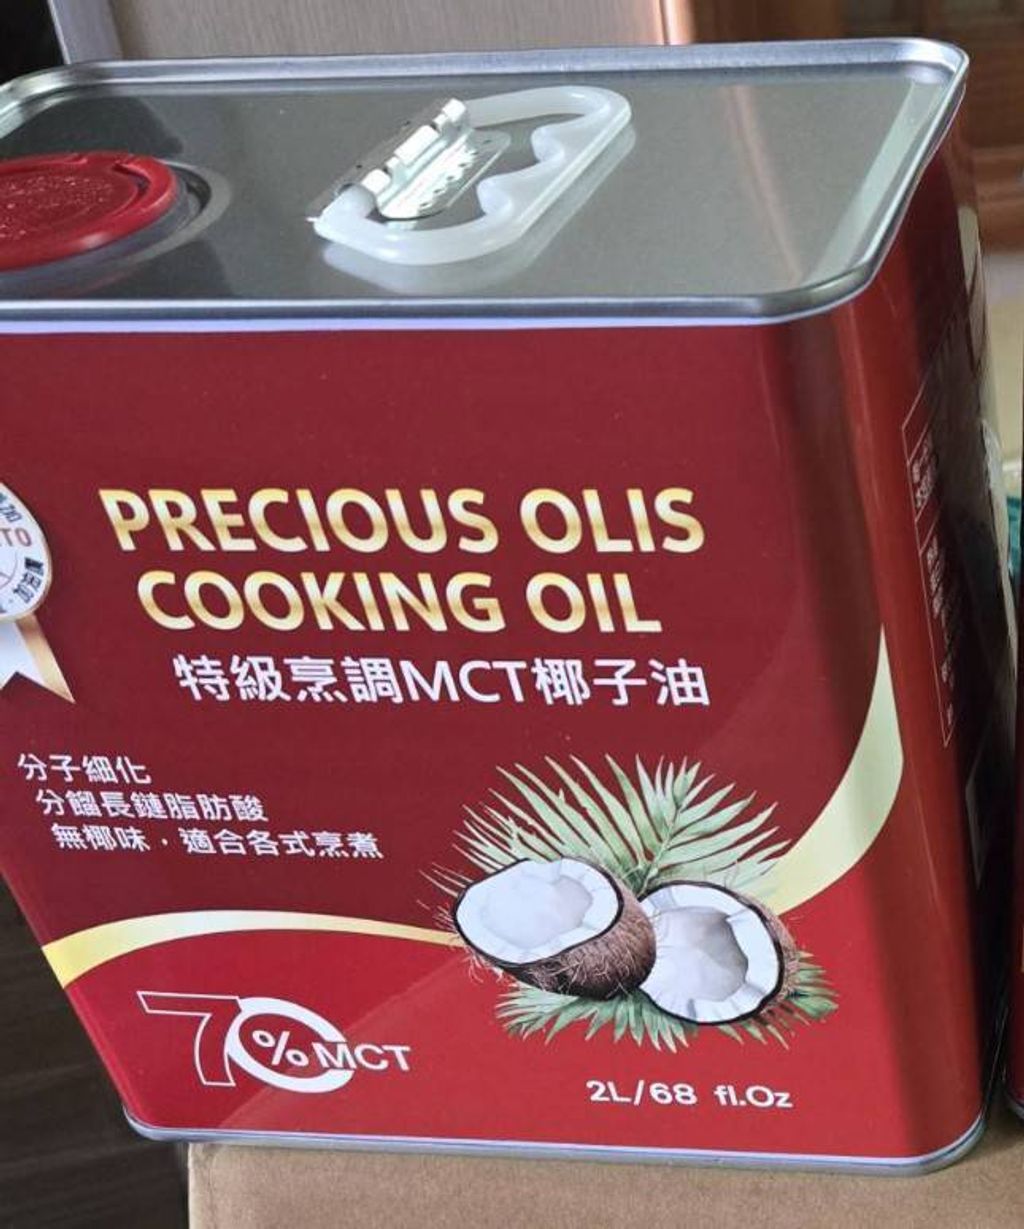 PRECIOUS OLIS
COOKING OIL
特級烹調MCT椰子油
分子細化
分餾長鏈脂肪酸
無椰味，適合各式烹煮
70%MCT
2L/68 fl.Oz